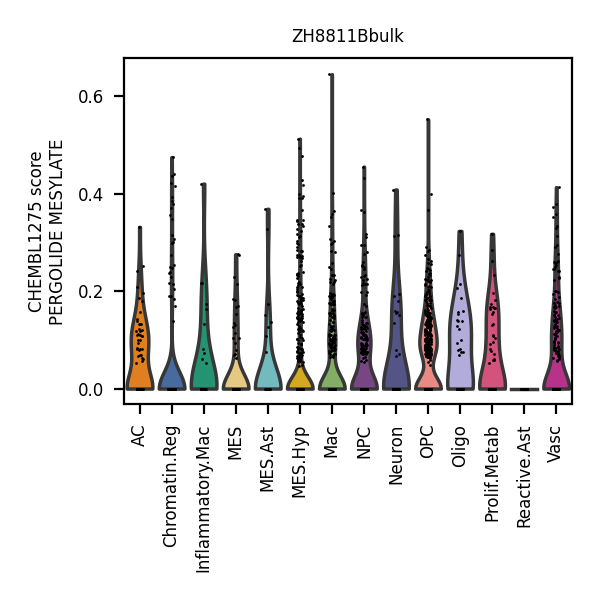 ZH8811Bbulk
CHEMBL1275 score
PERGOLIDE MESYLATE
0.6
0.4
0.2
0.0
AC
Chromatin.Reg
Inflammatory.Mac
MES
MES.Ast
MES.Hyp
Mac
NPC
Neuron
OPC
Oligo
Prolif.Metab
Reactive.Ast
Vasc